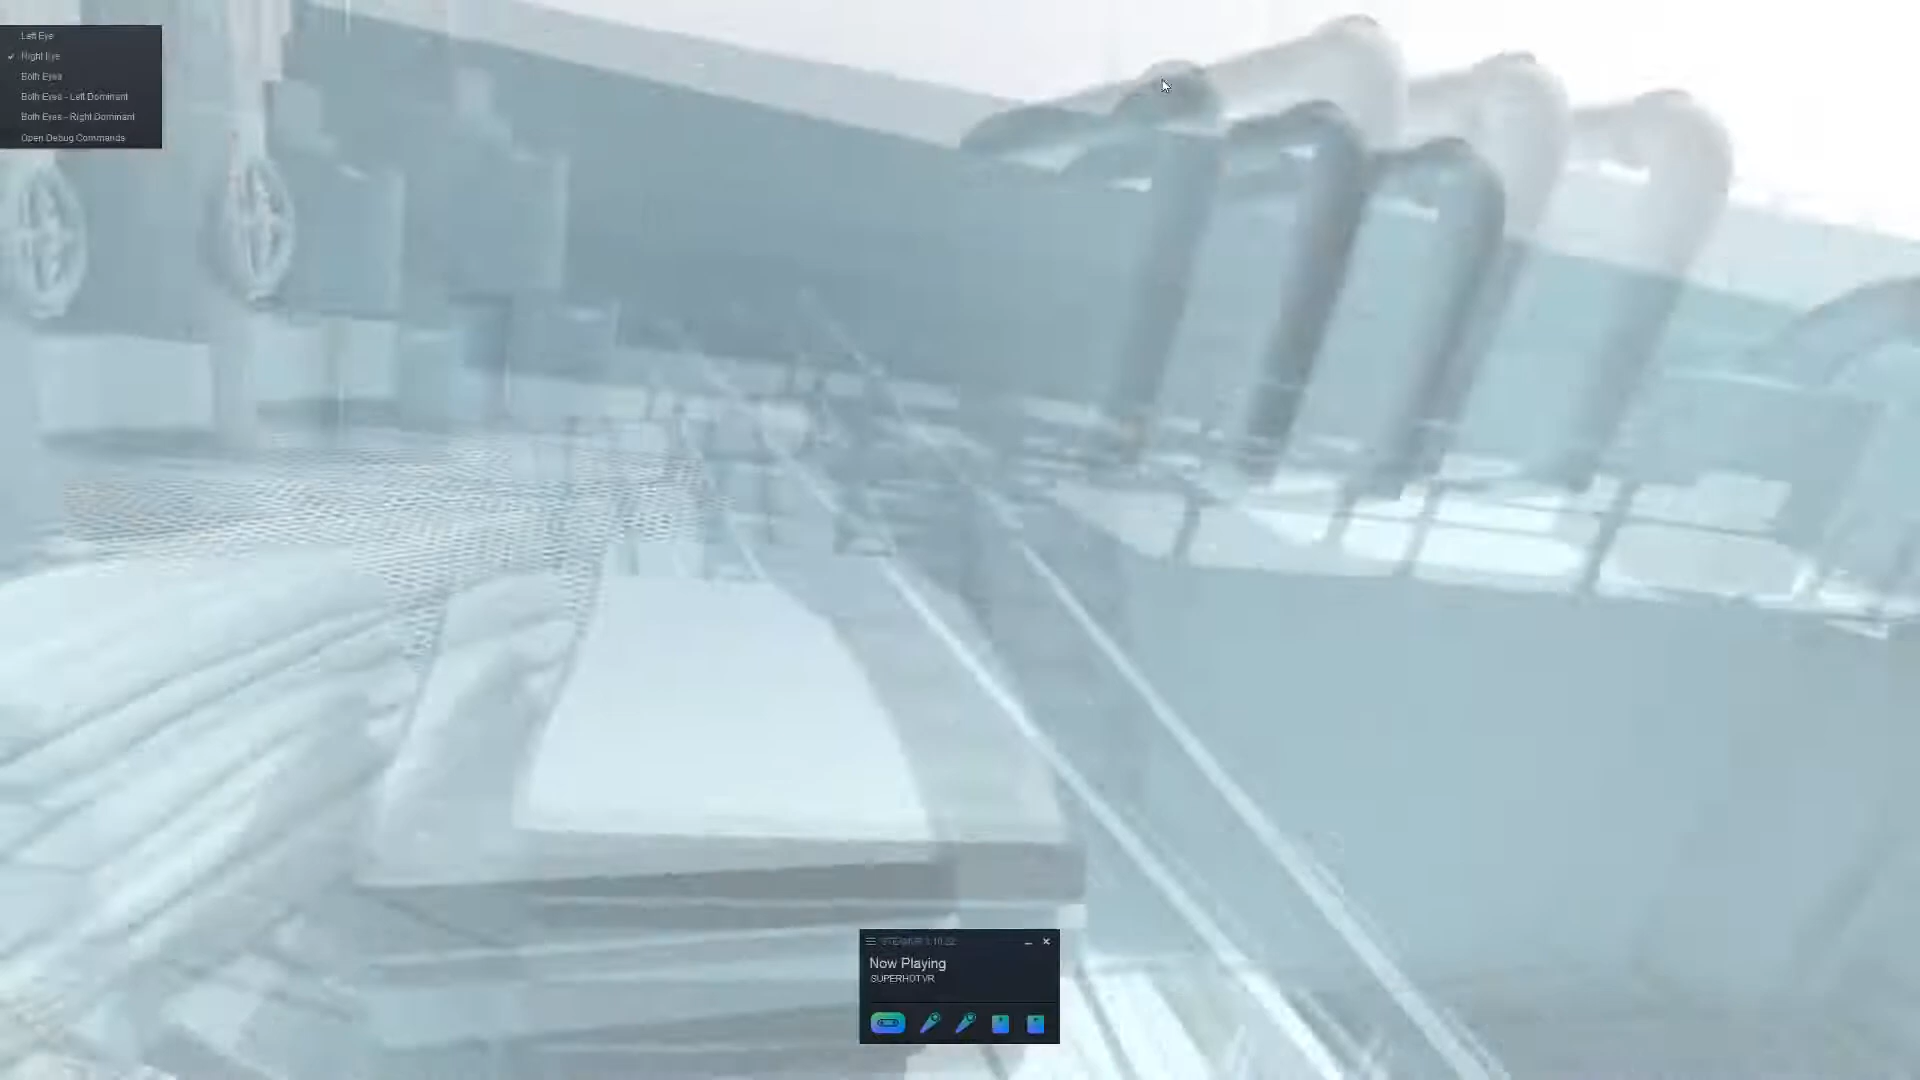 Left Eye
Right Eye
Both Eyes
Both Eyes - Left Dominant
Both Eyes - Right Dominant
Open Debug Commands
Now Playing
SUPERHOT VR